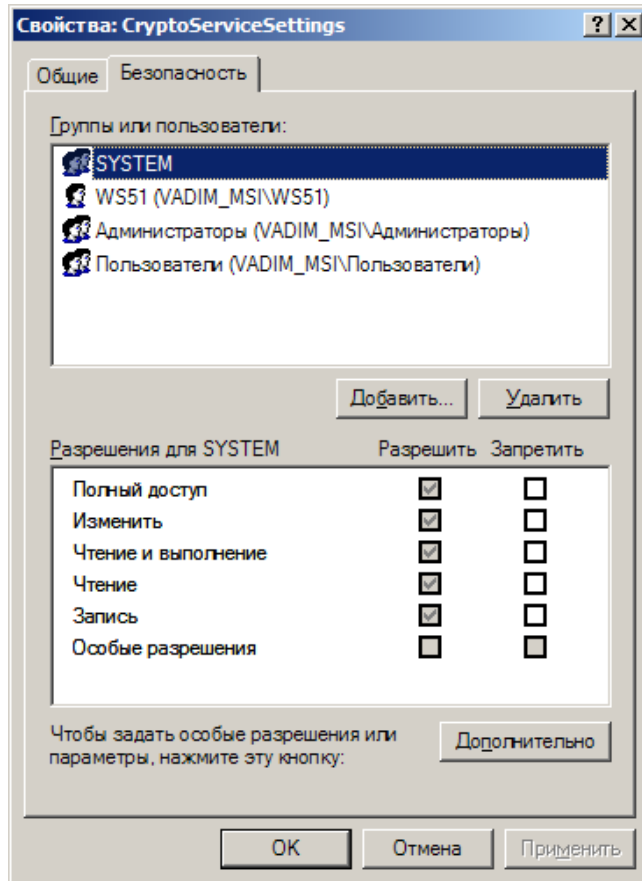 Свойства: CryptoServiceSettings
Общие Безопасность
Группы или пользователи:
SYSTEM
WS51 (VADIM_MSI\WS51)
Администраторы (VADIM_MSI\Администраторы)
Пользователи (VADIM_MSI\Пользователи)
Добавить... Удалить
Разрешения для SYSTEM Разрешить Запретить
Полный доступ
Изменить
Чтение и выполнение
Чтение
Запись
Особые разрешения
Чтобы задать особые разрешения или
параметры, нажмите эту кнопку:
Дополнительно
OK Отмена Применить